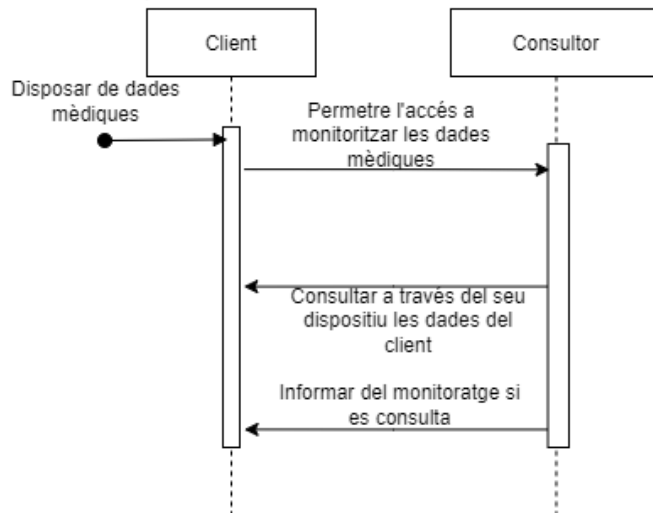 Client
Consultor
Disposar de dades
mèdiques
Permetre l'accés a
monitoritzar les dades
mèdiques
Consultar a través del seu
dispositiu les dades del
client
Informar del monitoratge si
es consulta